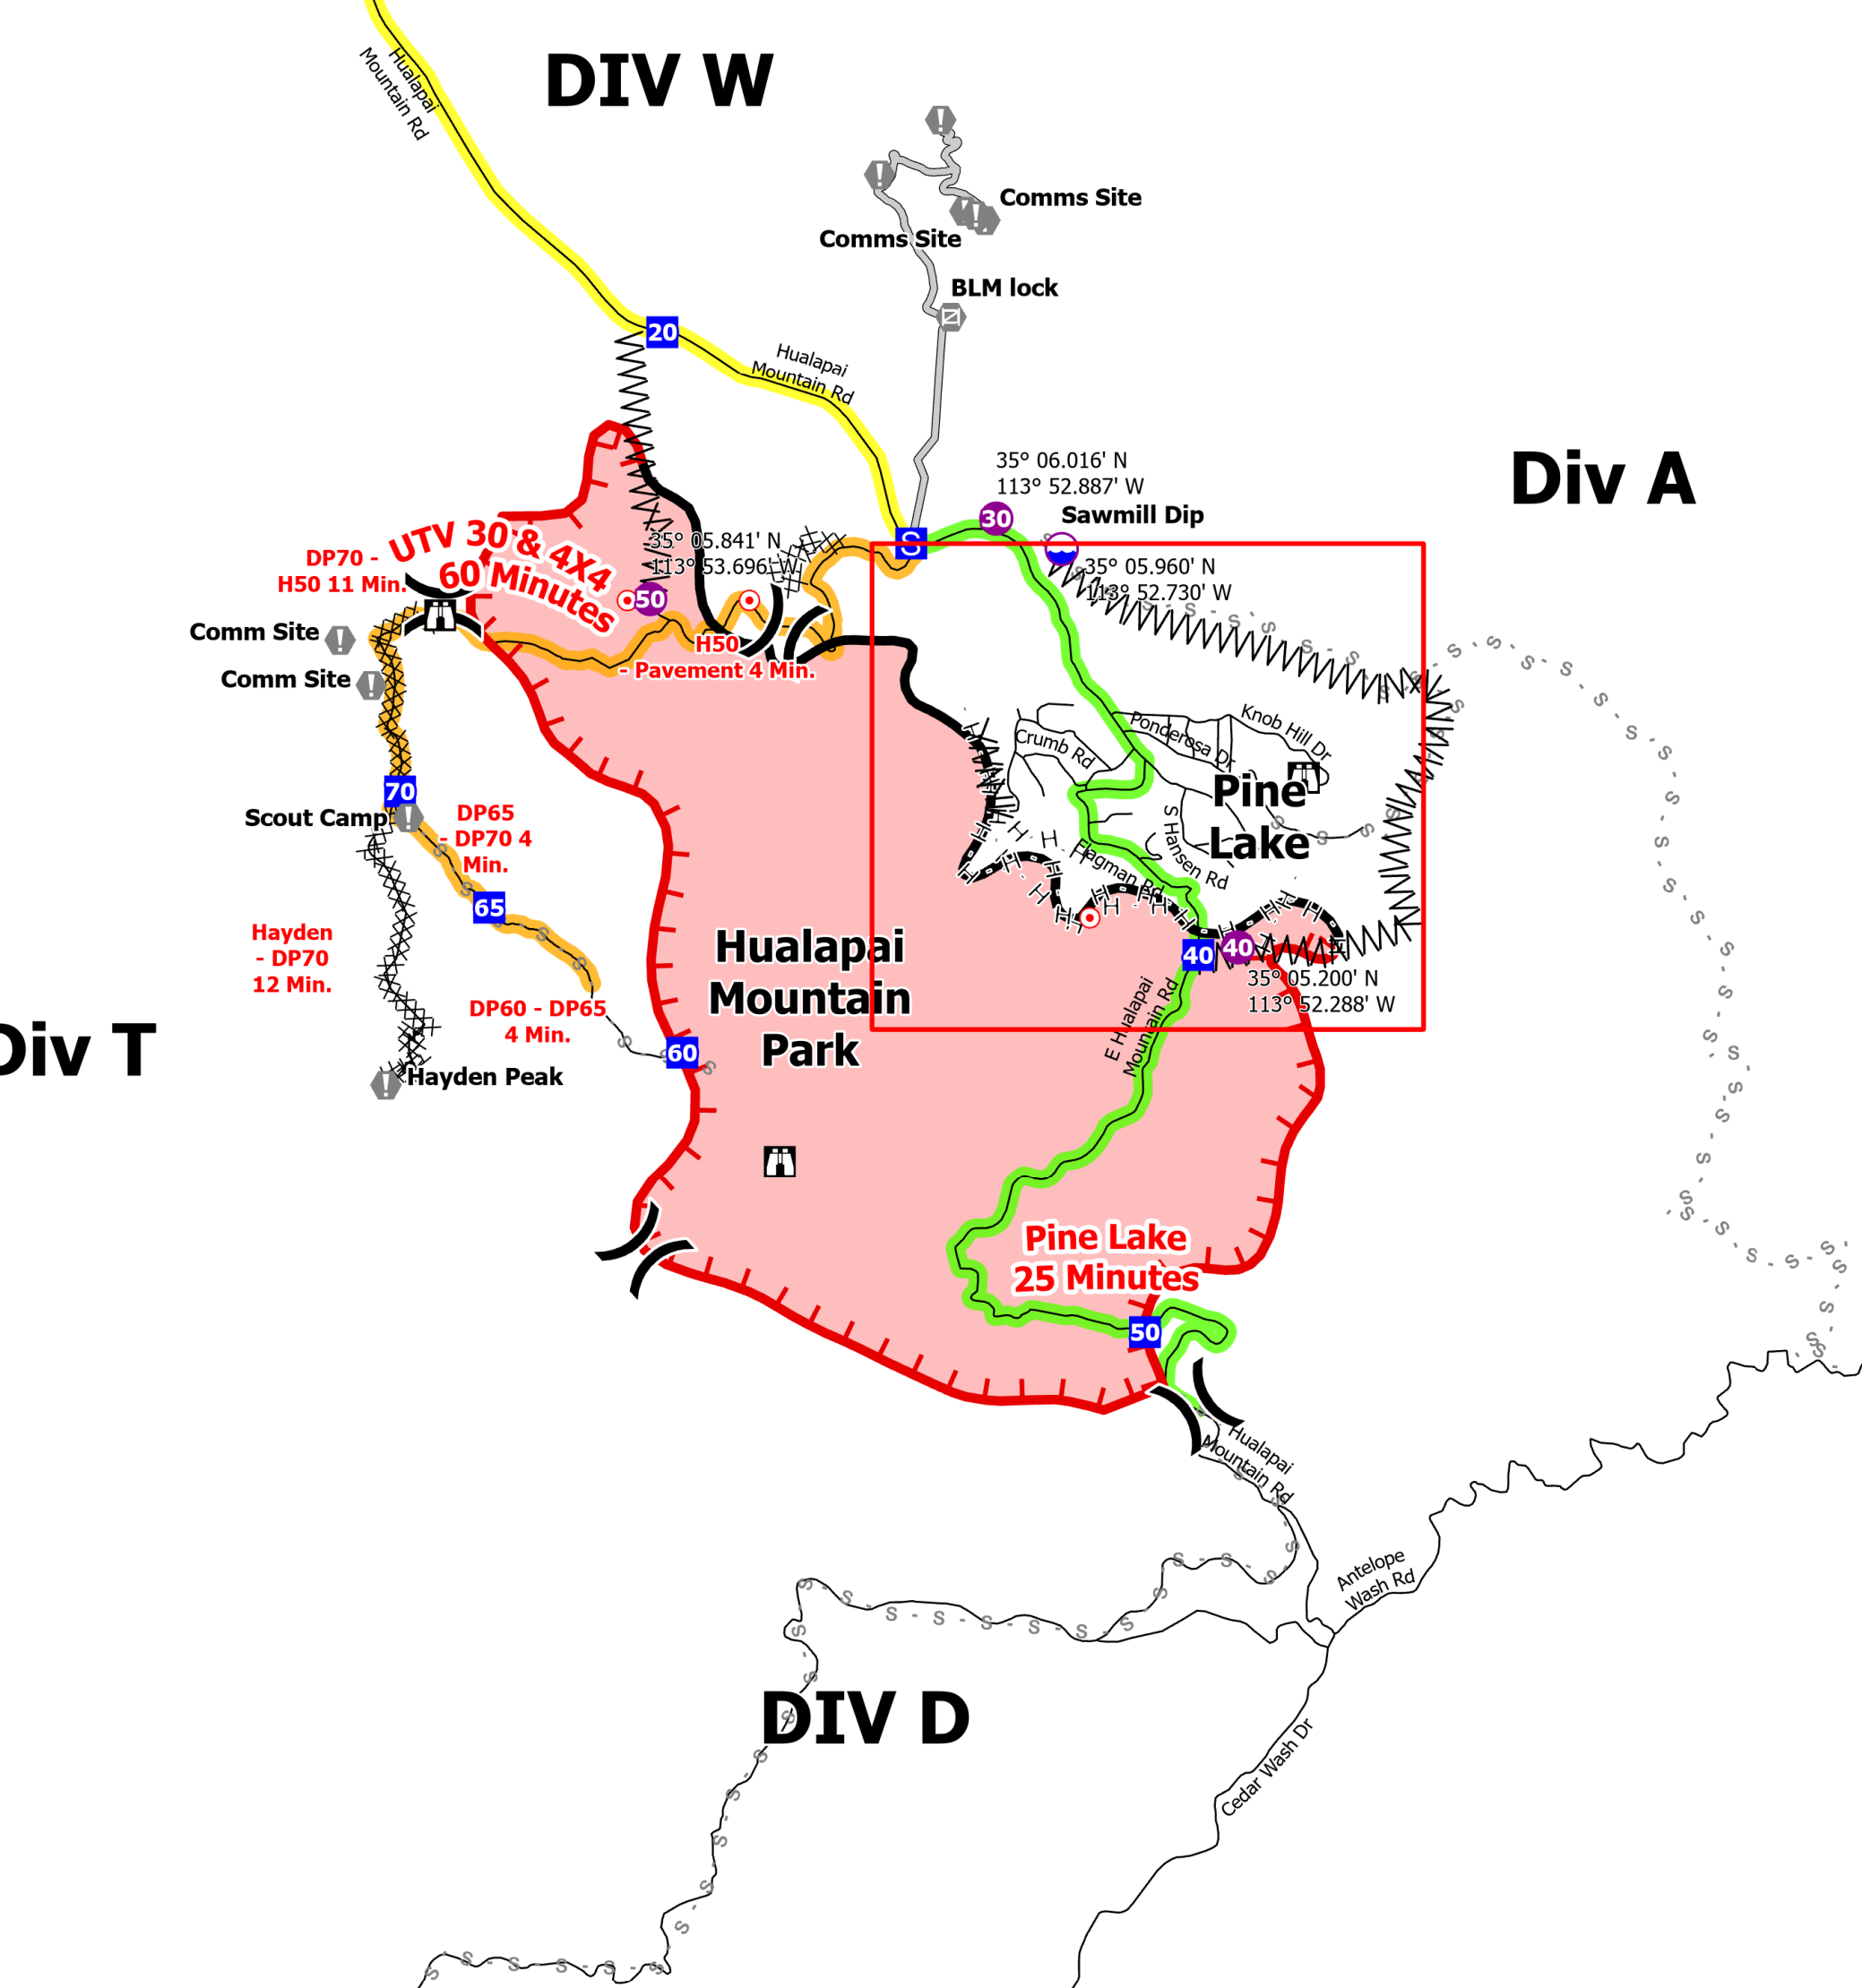 Hualapai
Mountain Rd
DIV W
Comms Site
Comms Site
BLM lock
20
Hualapai
Mountain Rd
35° 06.016' N
113° 52.887' W
Div A
30
Sawmill Dip
S
35° 05.841' N
113° 53.696' W
35° 05.960' N
113° 52.730' W
DP70 -
H50 11 Min.
UTV 30 & 4X4
60 Minutes
50
Comm Site
Comm Site
H50
- Pavement 4 Min.
Knob Hill Dr
Ponderosa Dr
Crumb Rd
Pine
Lake
S Hansen Rd
Flagman Rd
70
Scout Camp
DP65
- DP70 4
Min.
65
Hayden
- DP70
12 Min.
Hualapai
Mountain
Park
40
40
35° 05.200' N
113° 52.288' W
E Hualapai
Mountain Rd
DP60 - DP65
4 Min.
Div T
60
Hayden Peak
Pine Lake
25 Minutes
50
Hualapai
Mountain Rd
Antelope
Wash Rd
DIV D
Cedar Wash Dr